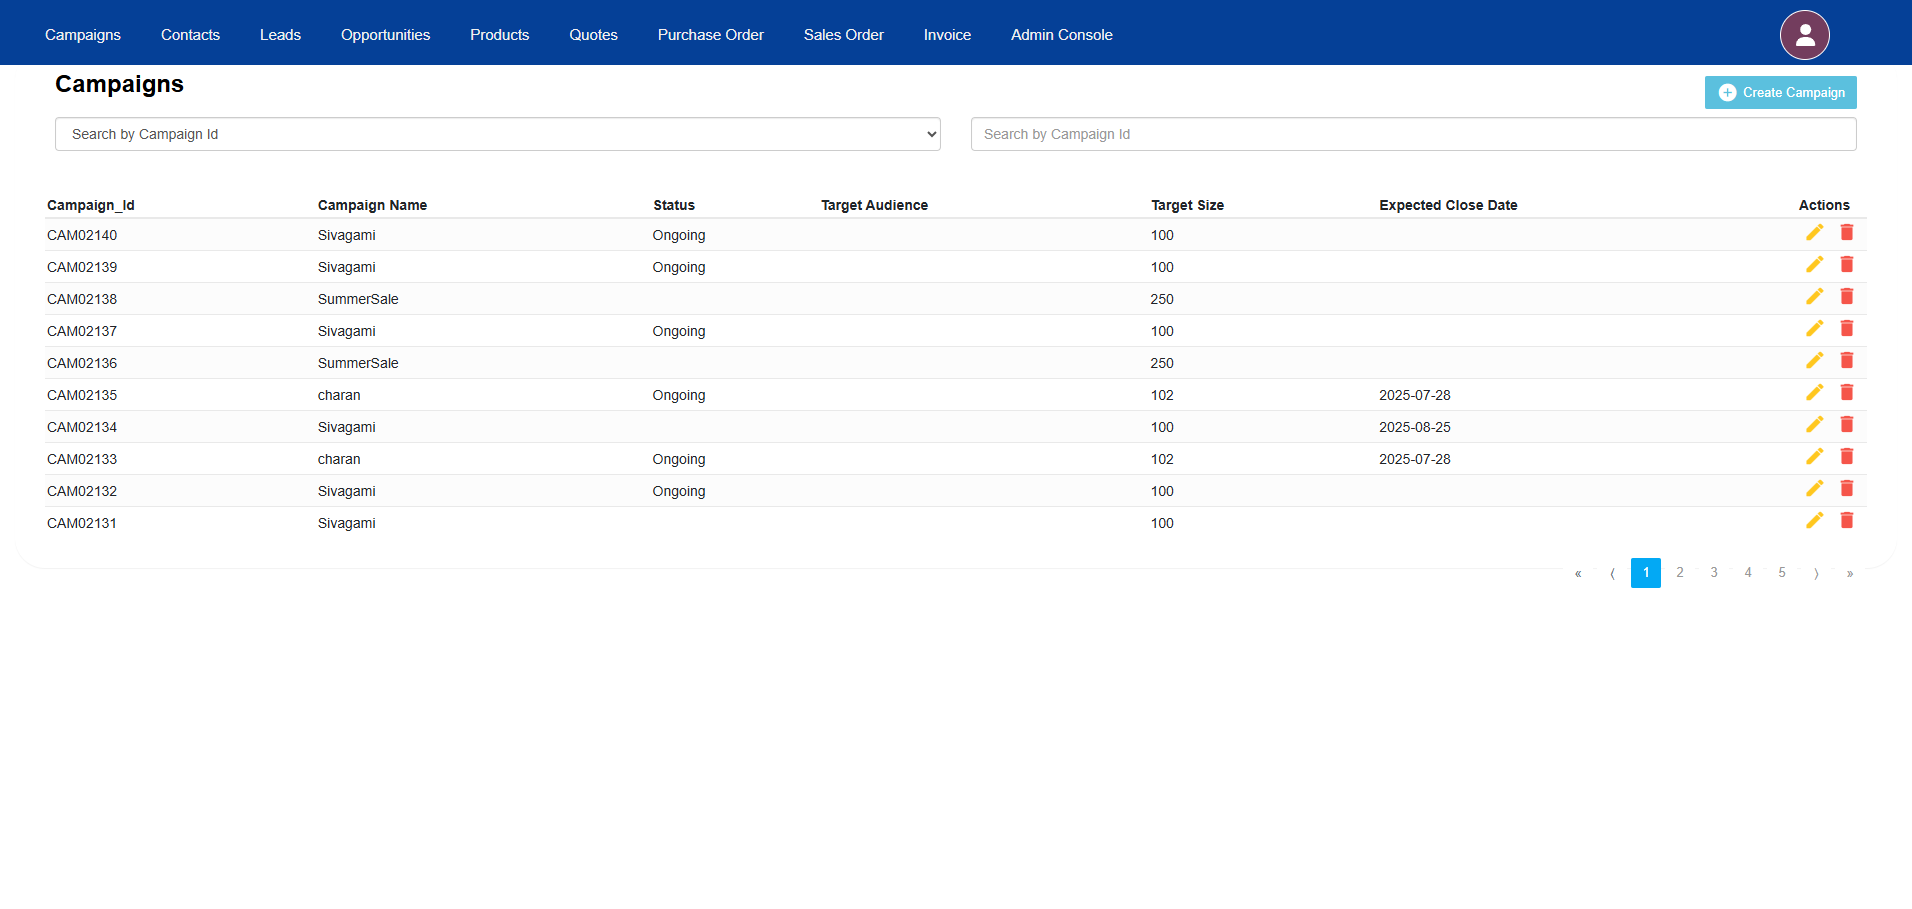 Campaigns Contacts Leads Opportunities Products Quotes Purchase Order Sales Order Invoice Admin Console
Campaigns
Create Campaign
Search by Campaign Id Search by Campaign Id
Campaign_Id Campaign Name Status Target Audience Target Size Expected Close Date Actions
CAM02140 Sivagami Ongoing 100
CAM02139 Sivagami Ongoing 100
CAM02138 SummerSale 250
CAM02137 Sivagami Ongoing 100
CAM02136 SummerSale 250
CAM02135 charan Ongoing 102 2025-07-28
CAM02134 Sivagami 100 2025-08-25
CAM02133 charan Ongoing 102 2025-07-28
CAM02132 Sivagami Ongoing 100
CAM02131 Sivagami 100
« ⟨ 1 2 3 4 5 ⟩ »